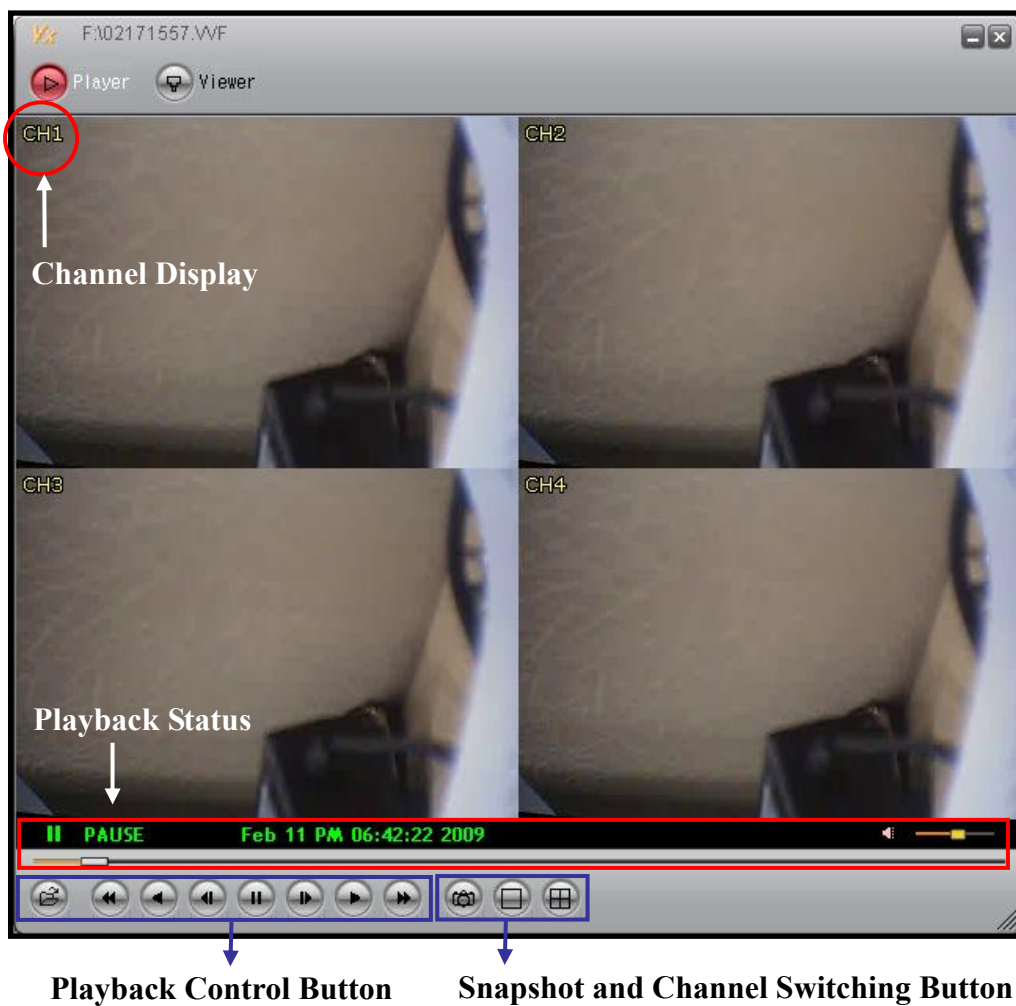 Vx F:\02171557.VVF
Player Viewer
CH1 CH2
Channel Display
CH3 CH4
Playback Status
PAUSE Feb 11 PM 06:42:22 2009
Playback Control Button Snapshot and Channel Switching Button